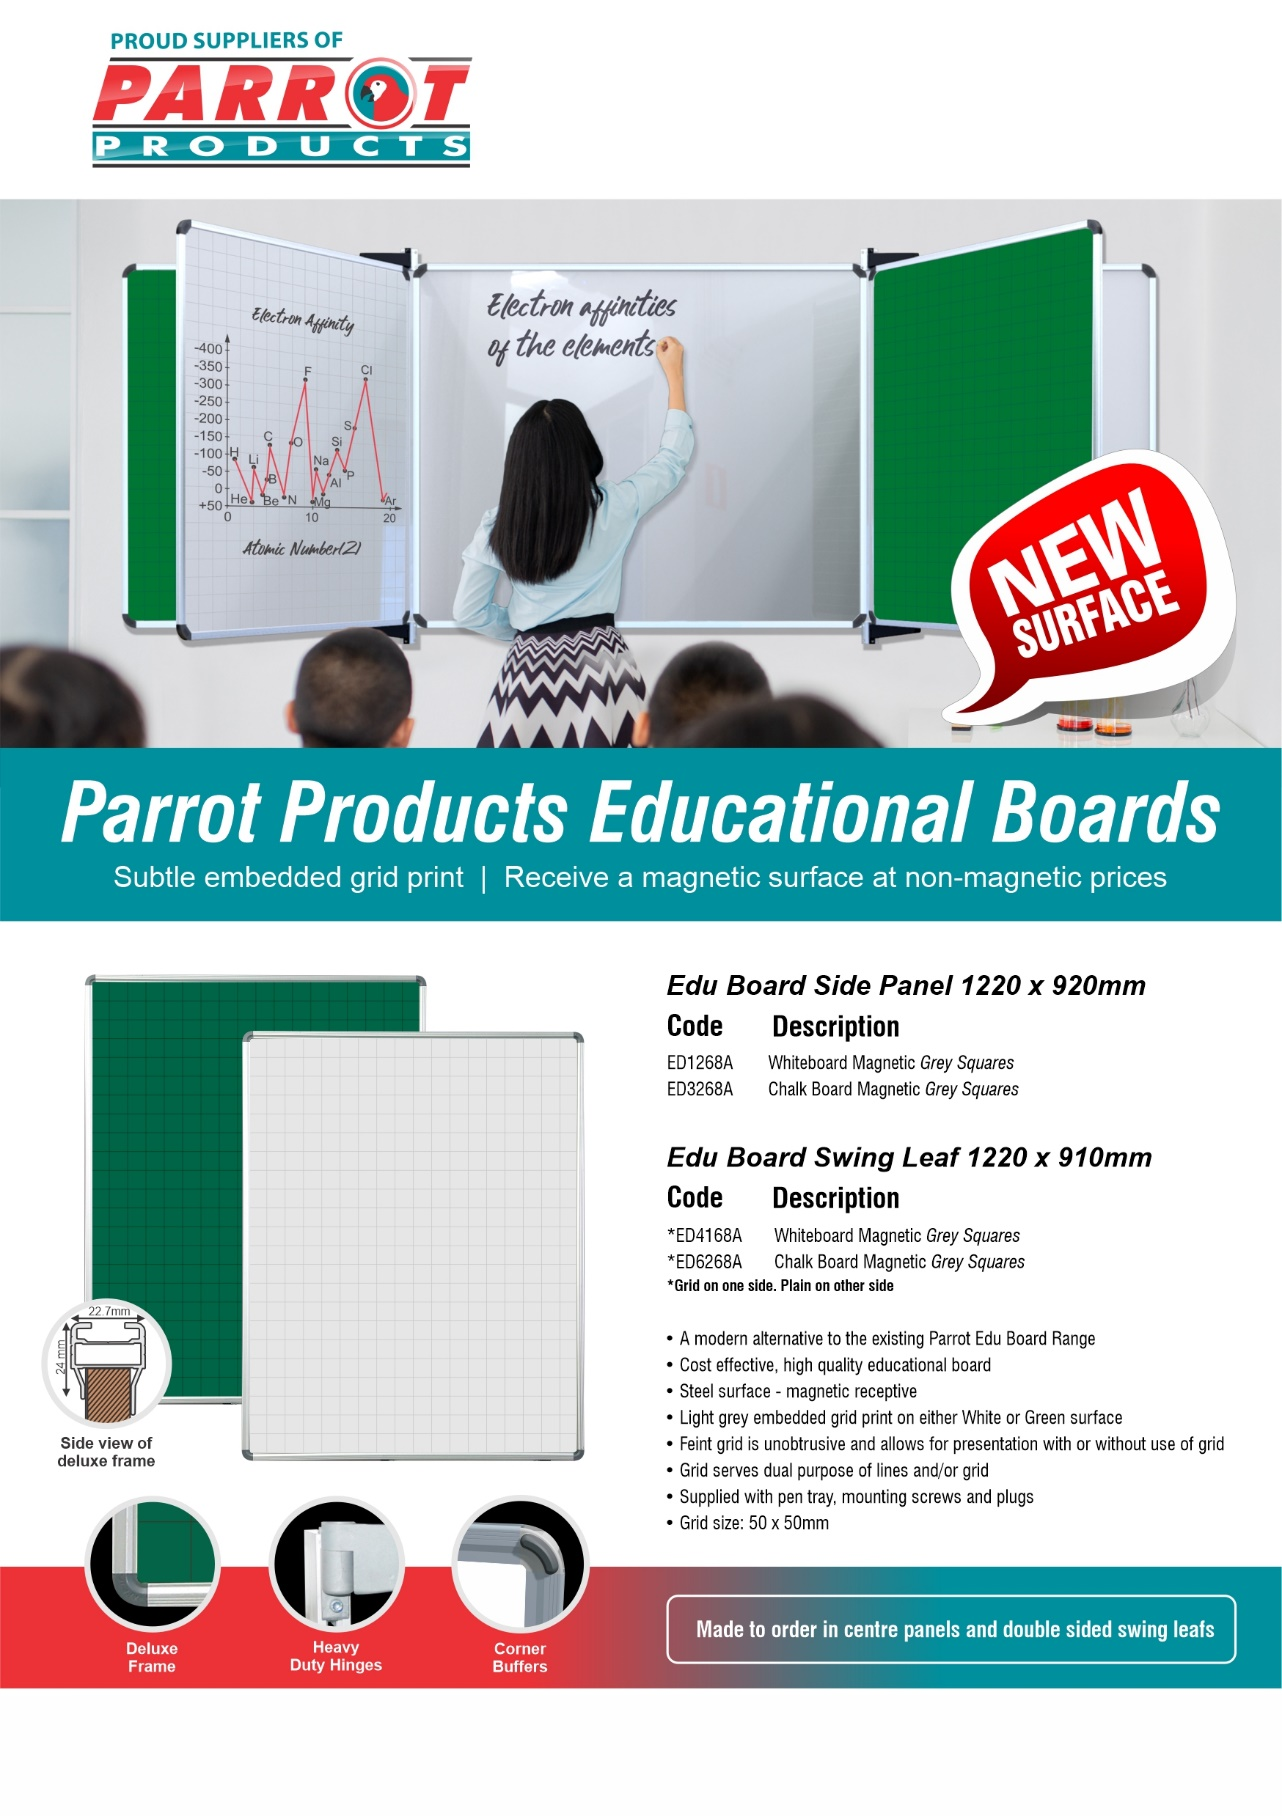 PROUD SUPPLIERS OF
PARROT
PRODUCTS
Electron Affinity
-400
-350
-300
-250
-200
-150
-100
-50
0
+50
H
He
Li
Be
B
C
N
O
F
Na
Mg
Al
Si
P
S
Cl
Ar
0 10 20
Atomic Number(Z)
Electron affinities
of the elements
NEW
SURFACE
Parrot Products Educational Boards
Subtle embedded grid print | Receive a magnetic surface at non-magnetic prices
Edu Board Side Panel 1220 x 920mm
Code Description
ED1268A Whiteboard Magnetic Grey Squares
ED3268A Chalk Board Magnetic Grey Squares
Edu Board Swing Leaf 1220 x 910mm
Code Description
*ED4168A Whiteboard Magnetic Grey Squares
*ED6268A Chalk Board Magnetic Grey Squares
*Grid on one side. Plain on other side
• A modern alternative to the existing Parrot Edu Board Range
• Cost effective, high quality educational board
• Steel surface - magnetic receptive
• Light grey embedded grid print on either White or Green surface
• Feint grid is unobtrusive and allows for presentation with or without use of grid
• Grid serves dual purpose of lines and/or grid
• Supplied with pen tray, mounting screws and plugs
• Grid size: 50 x 50mm
22.7mm
24 mm
Side view of
deluxe frame
Deluxe
Frame
Heavy
Duty Hinges
Corner
Buffers
Made to order in centre panels and double sided swing leafs